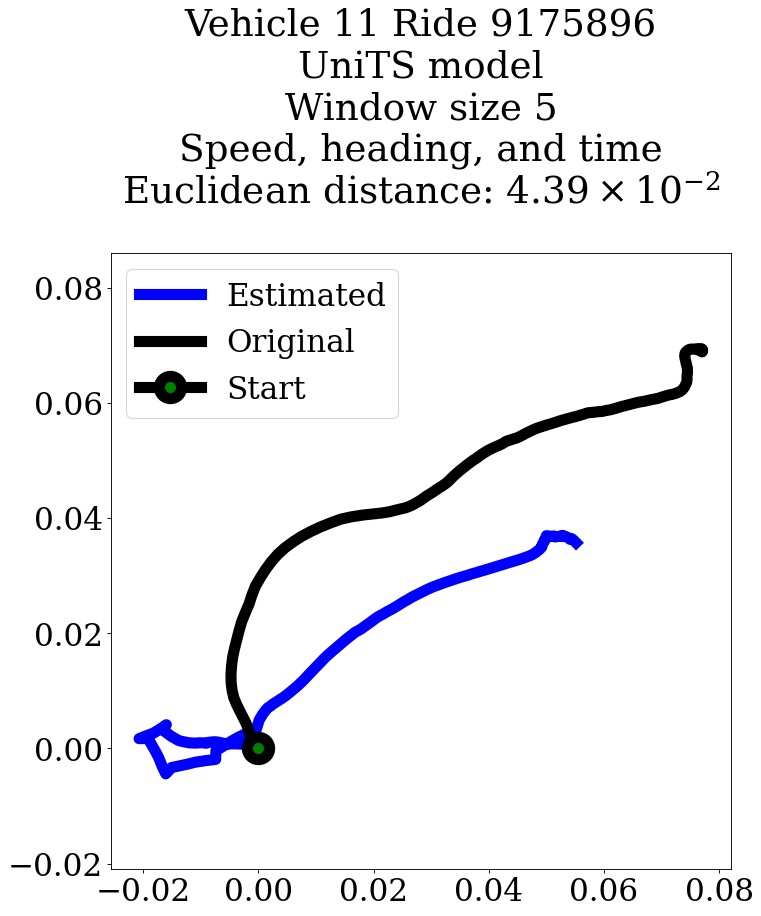 Vehicle 11 Ride 9175896
UniTS model
Window size 5
Speed, heading, and time
Euclidean distance: 4.39 × 10⁻²
Estimated
Original
Start
0.08
0.06
0.04
0.02
0.00
−0.02
−0.02 0.00 0.02 0.04 0.06 0.08